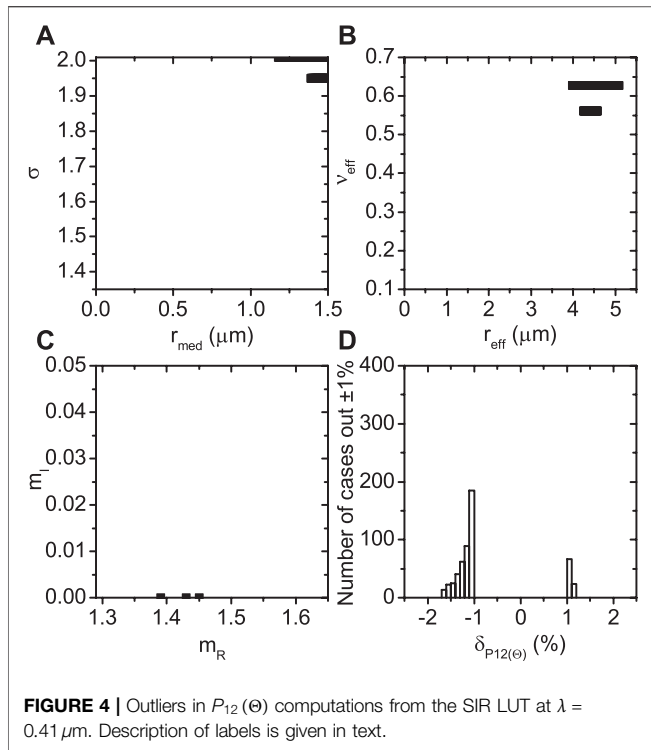 A
B
2.0
1.9
1.8
1.7
1.6
1.5
1.4
σ
0.0 0.5 1.0 1.5
r_med (μm)
0.7
0.6
0.5
0.4
0.3
0.2
0.1
ν_eff
0 1 2 3 4 5
r_eff (μm)
C
D
0.05
0.04
0.03
0.02
0.01
0.00
m_I
1.3 1.4 1.5 1.6
m_R
400
300
200
100
0
Number of cases out ±1%
-2 -1 0 1 2
δ_P12(Θ) (%)
FIGURE 4 | Outliers in P₁₂ (Θ) computations from the SIR LUT at λ =
0.41 μm. Description of labels is given in text.